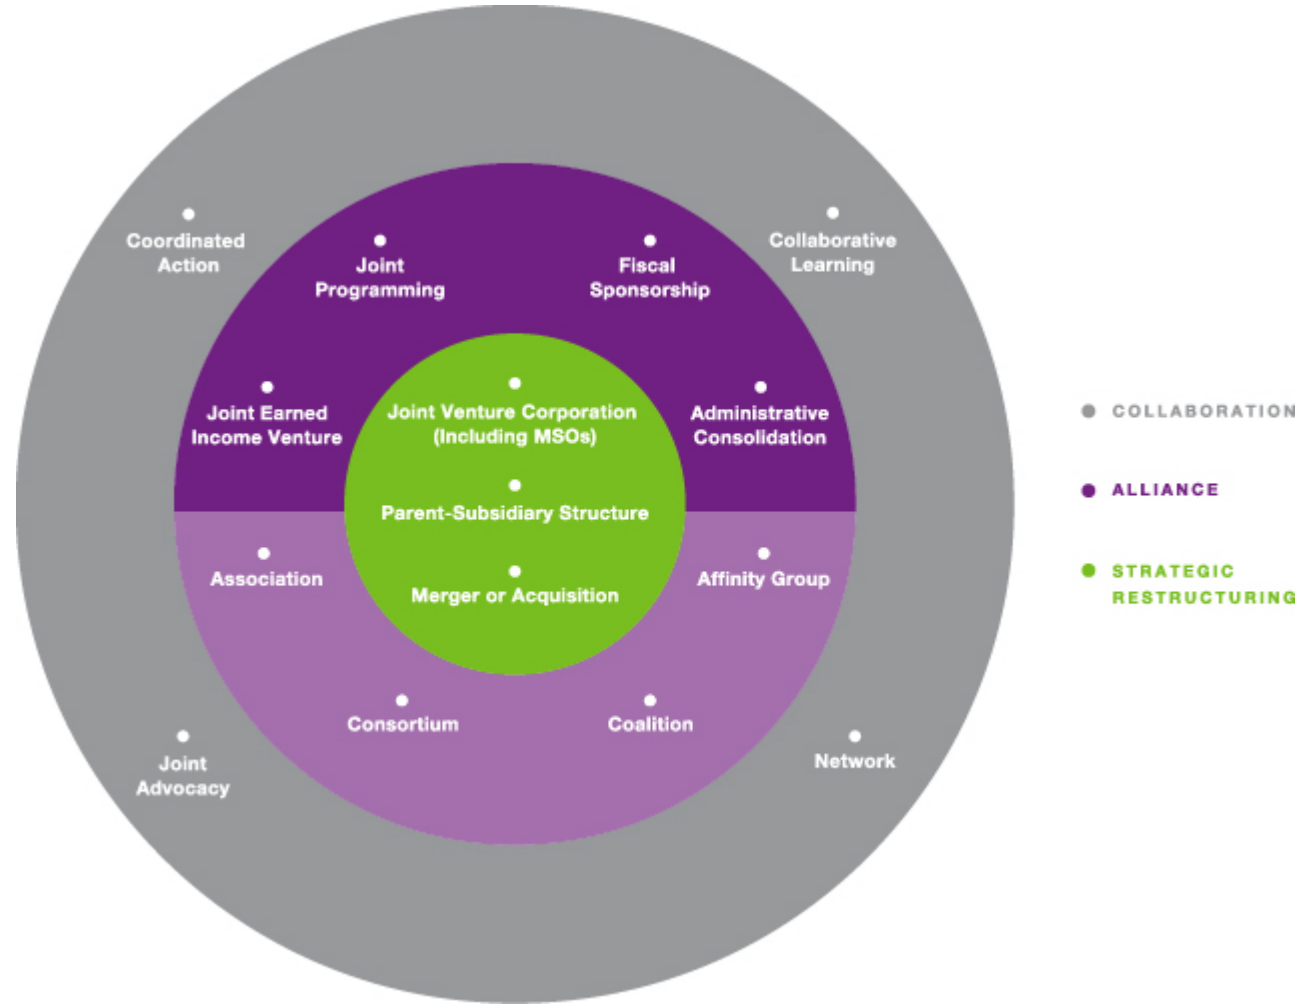 Coordinated
Action
Joint
Programming
Fiscal
Sponsorship
Collaborative
Learning
Joint Earned
Income Venture
Joint Venture Corporation
(Including MSOs)
Administrative
Consolidation
Parent-Subsidiary Structure
Association
Merger or Acquisition
Affinity Group
Consortium
Coalition
Joint
Advocacy
Network
COLLABORATION
ALLIANCE
STRATEGIC
RESTRUCTURING